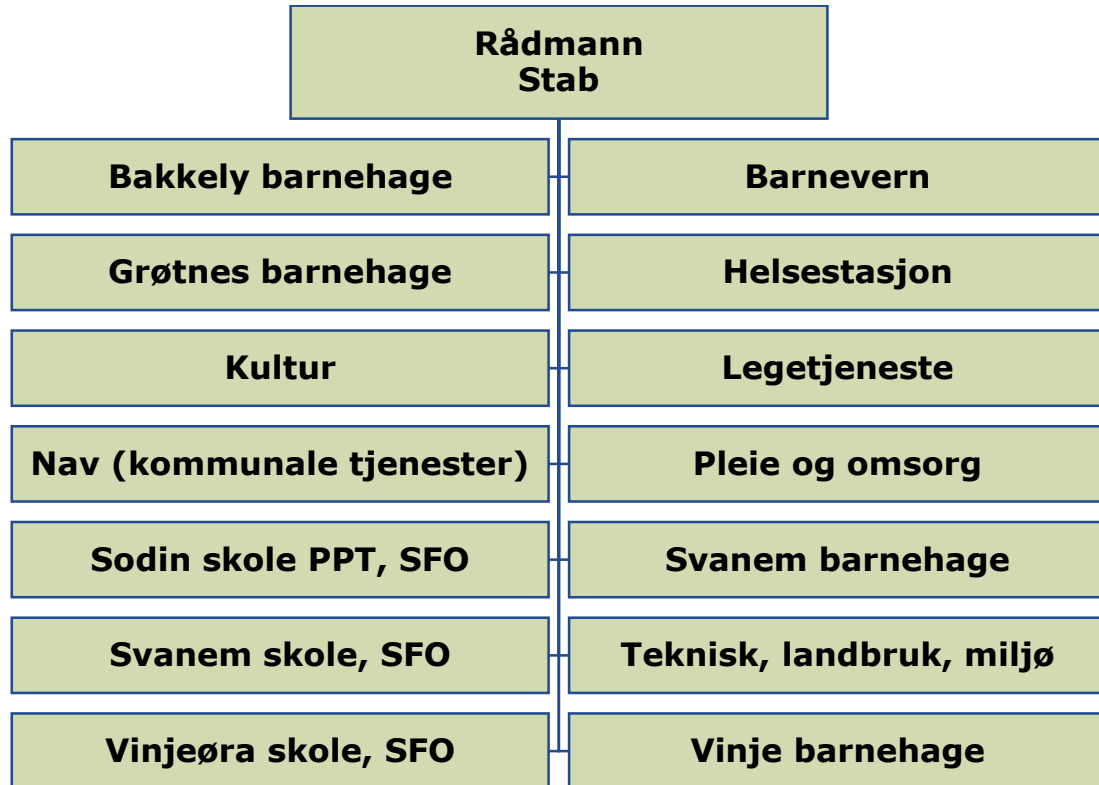 Rådmann
Stab
Bakkely barnehage
Barnevern
Grøtnes barnehage
Helsestasjon
Kultur
Legetjeneste
Nav (kommunale tjenester)
Pleie og omsorg
Sodin skole PPT, SFO
Svanem barnehage
Svanem skole, SFO
Teknisk, landbruk, miljø
Vinjeøra skole, SFO
Vinje barnehage